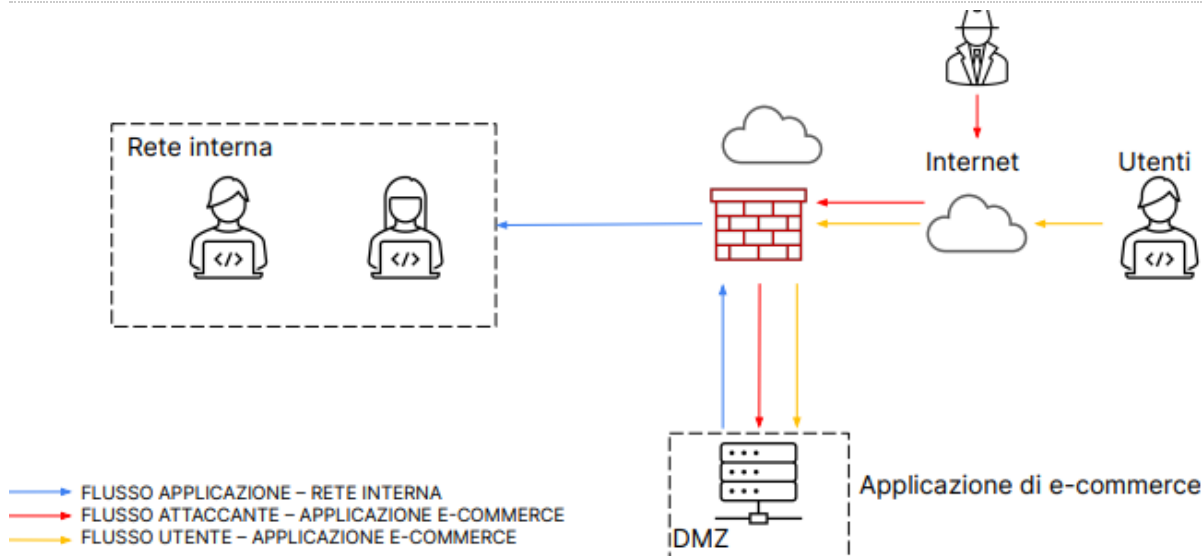 Rete interna
Internet
Utenti
</>
</>
</>
Applicazione di e-commerce
DMZ
FLUSSO APPLICAZIONE – RETE INTERNA
FLUSSO ATTACCANTE – APPLICAZIONE E-COMMERCE
FLUSSO UTENTE – APPLICAZIONE E-COMMERCE